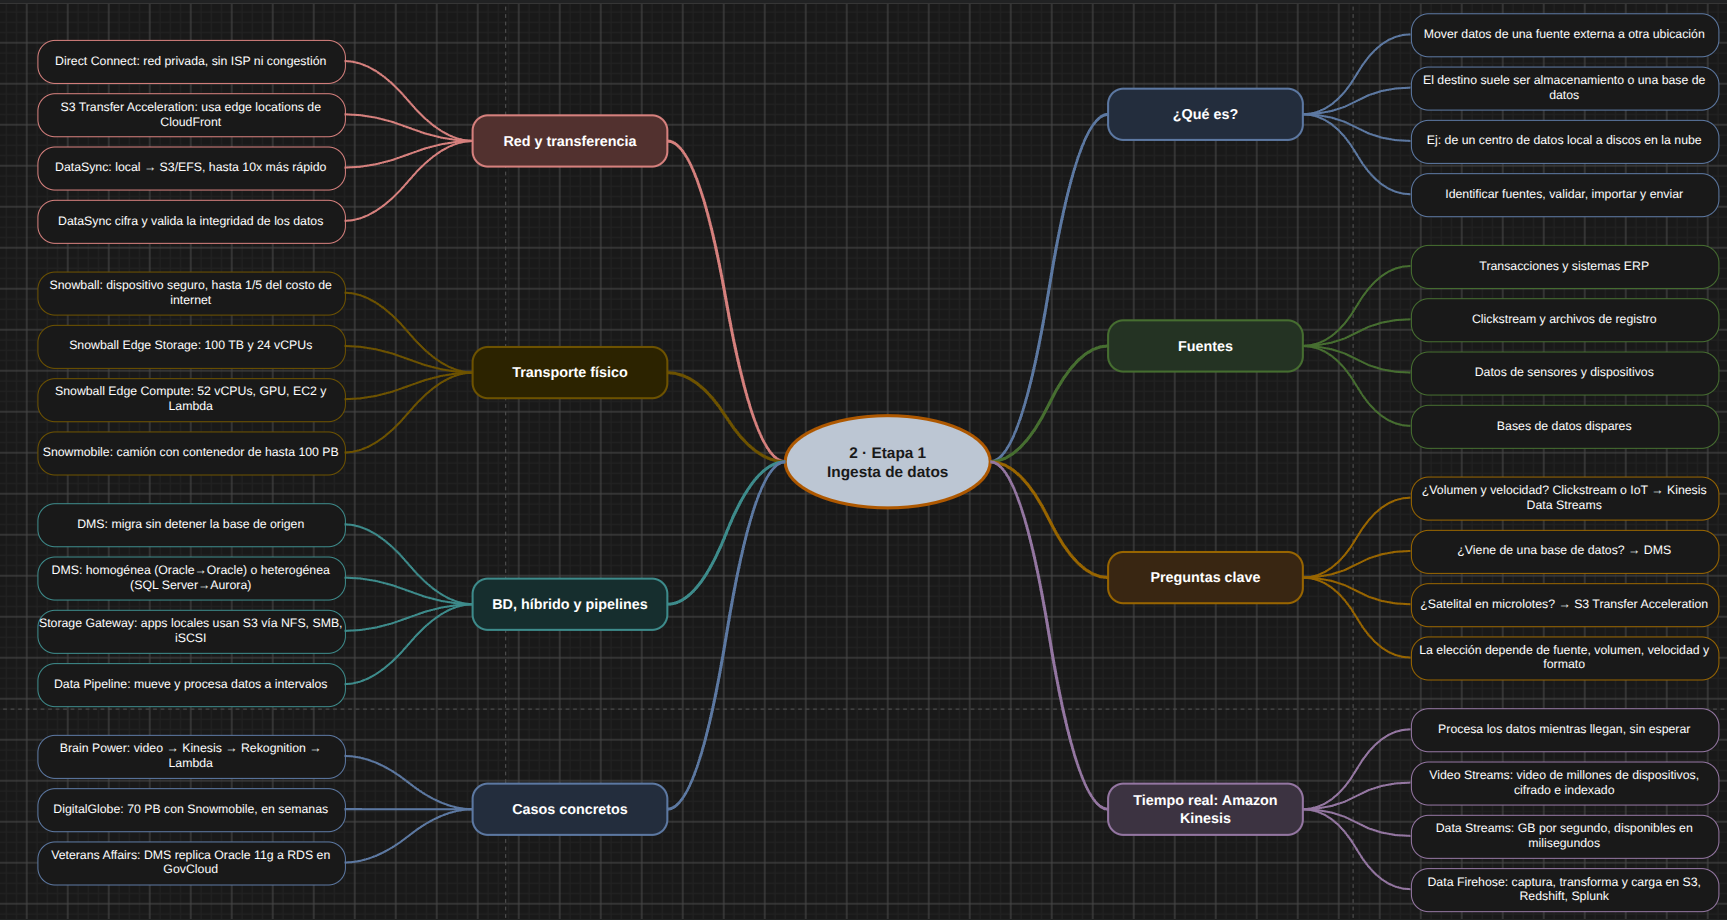 2 · Etapa 1
Ingesta de datos
¿Qué es?
Mover datos de una fuente externa a otra ubicación
El destino suele ser almacenamiento o una base de
datos
Ej: de un centro de datos local a discos en la nube
Identificar fuentes, validar, importar y enviar
Fuentes
Transacciones y sistemas ERP
Clickstream y archivos de registro
Datos de sensores y dispositivos
Bases de datos dispares
Preguntas clave
¿Volumen y velocidad? Clickstream o IoT → Kinesis
Data Streams
¿Viene de una base de datos? → DMS
¿Satelital en microlotes? → S3 Transfer Acceleration
La elección depende de fuente, volumen, velocidad y
formato
Tiempo real: Amazon
Kinesis
Procesa los datos mientras llegan, sin esperar
Video Streams: video de millones de dispositivos,
cifrado e indexado
Data Streams: GB por segundo, disponibles en
milisegundos
Data Firehose: captura, transforma y carga en S3,
Redshift, Splunk
Red y transferencia
Direct Connect: red privada, sin ISP ni congestión
S3 Transfer Acceleration: usa edge locations de
CloudFront
DataSync: local → S3/EFS, hasta 10x más rápido
DataSync cifra y valida la integridad de los datos
Transporte físico
Snowball: dispositivo seguro, hasta 1/5 del costo de
internet
Snowball Edge Storage: 100 TB y 24 vCPUs
Snowball Edge Compute: 52 vCPUs, GPU, EC2 y
Lambda
Snowmobile: camión con contenedor de hasta 100 PB
BD, híbrido y pipelines
DMS: migra sin detener la base de origen
DMS: homogénea (Oracle→Oracle) o heterogénea
(SQL Server→Aurora)
Storage Gateway: apps locales usan S3 vía NFS, SMB,
iSCSI
Data Pipeline: mueve y procesa datos a intervalos
Casos concretos
Brain Power: video → Kinesis → Rekognition →
Lambda
DigitalGlobe: 70 PB con Snowmobile, en semanas
Veterans Affairs: DMS replica Oracle 11g a RDS en
GovCloud